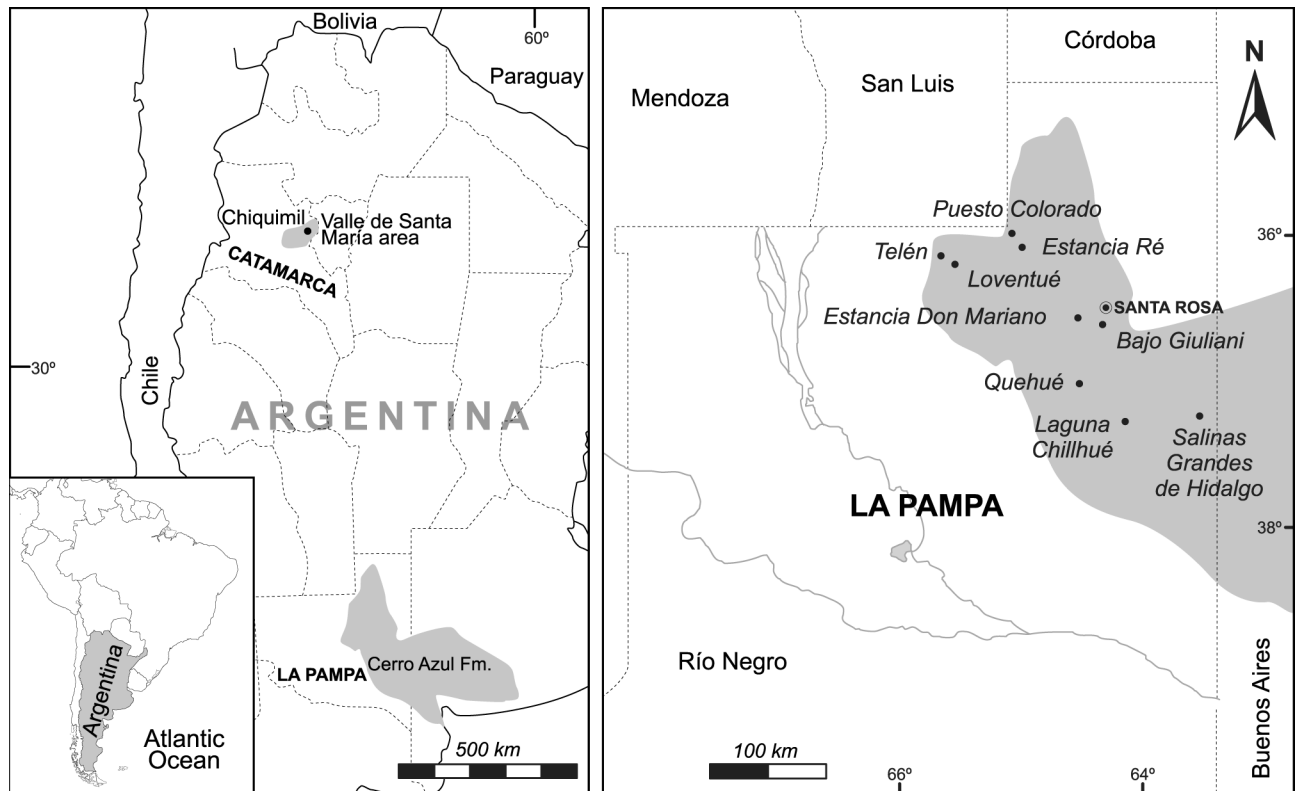 Bolivia
60º
Paraguay
Chiquimil
Valle de Santa
María area
CATAMARCA
30º
Chile
ARGENTINA
Cerro Azul Fm.
LA PAMPA
500 km
Argentina
Atlantic
Ocean
Córdoba
N
San Luis
Mendoza
Puesto Colorado
36º
Estancia Ré
Telén
Loventué
SANTA ROSA
Estancia Don Mariano
Bajo Giuliani
Quehué
Laguna
Chillhué
Salinas
Grandes
de Hidalgo
LA PAMPA
38º
Río Negro
Buenos Aires
100 km
66º
64º